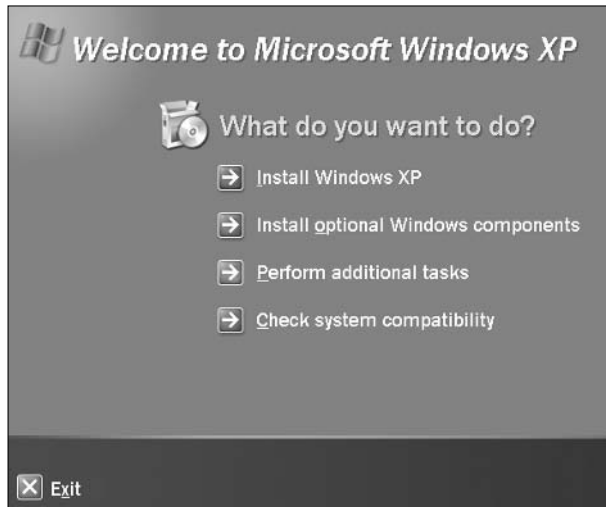 Welcome to Microsoft Windows XP
What do you want to do?
Install Windows XP
Install optional Windows components
Perform additional tasks
Check system compatibility
Exit